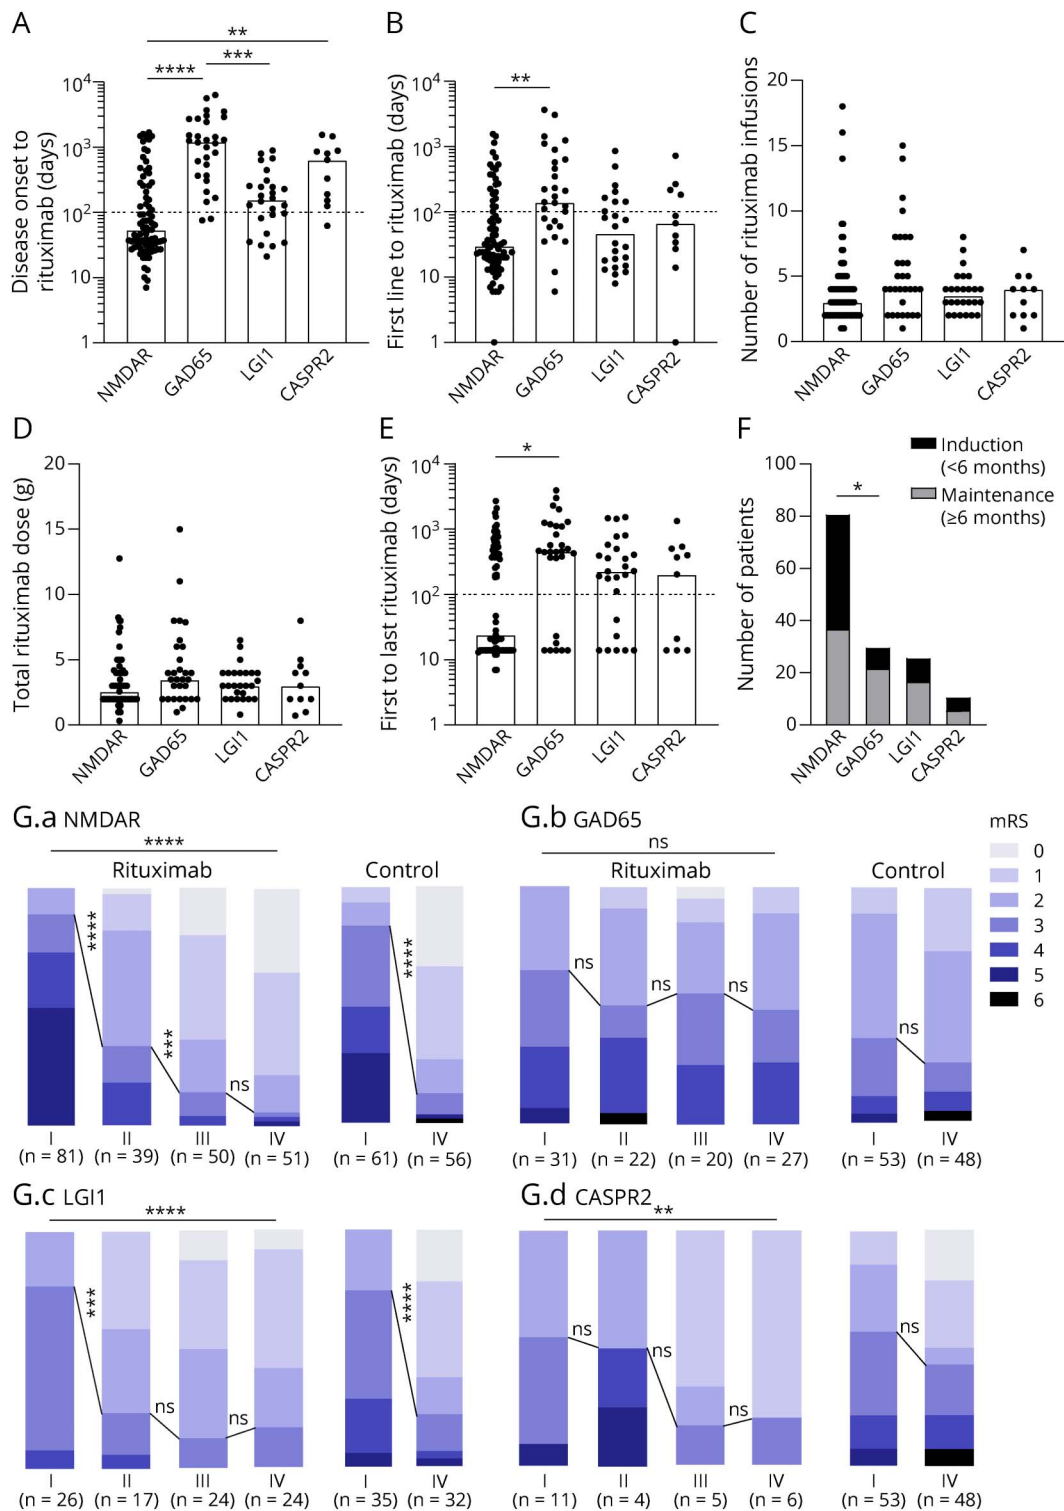 A
B
C
**
**
***
****
Disease onset to
rituximab (days)
10⁴
10³
10²
10
1
NMDAR
GAD65
LGI1
CASPR2
First line to rituximab (days)
10⁴
10³
10²
10
1
NMDAR
GAD65
LGI1
CASPR2
Number of rituximab infusions
20
15
10
5
0
NMDAR
GAD65
LGI1
CASPR2
D
E
F
Total rituximab dose (g)
20
15
10
5
0
NMDAR
GAD65
LGI1
CASPR2
*
First to last rituximab (days)
10⁴
10³
10²
10
1
NMDAR
GAD65
LGI1
CASPR2
Induction
(<6 months)
Maintenance
(≥6 months)
*
Number of patients
100
80
60
40
20
0
NMDAR
GAD65
LGI1
CASPR2
G.a NMDAR
****
Rituximab
Control
****
***
ns
****
I
II
III
IV
I
IV
(n = 81)
(n = 39)
(n = 50)
(n = 51)
(n = 61)
(n = 56)
G.b GAD65
ns
Rituximab
Control
ns
ns
ns
ns
I
II
III
IV
I
IV
(n = 31)
(n = 22)
(n = 20)
(n = 27)
(n = 53)
(n = 48)
mRS
0
1
2
3
4
5
6
G.c LGI1
****
***
ns
ns
****
I
II
III
IV
I
IV
(n = 26)
(n = 17)
(n = 24)
(n = 24)
(n = 35)
(n = 32)
G.d CASPR2
**
ns
ns
ns
ns
I
II
III
IV
I
IV
(n = 11)
(n = 4)
(n = 5)
(n = 6)
(n = 53)
(n = 48)